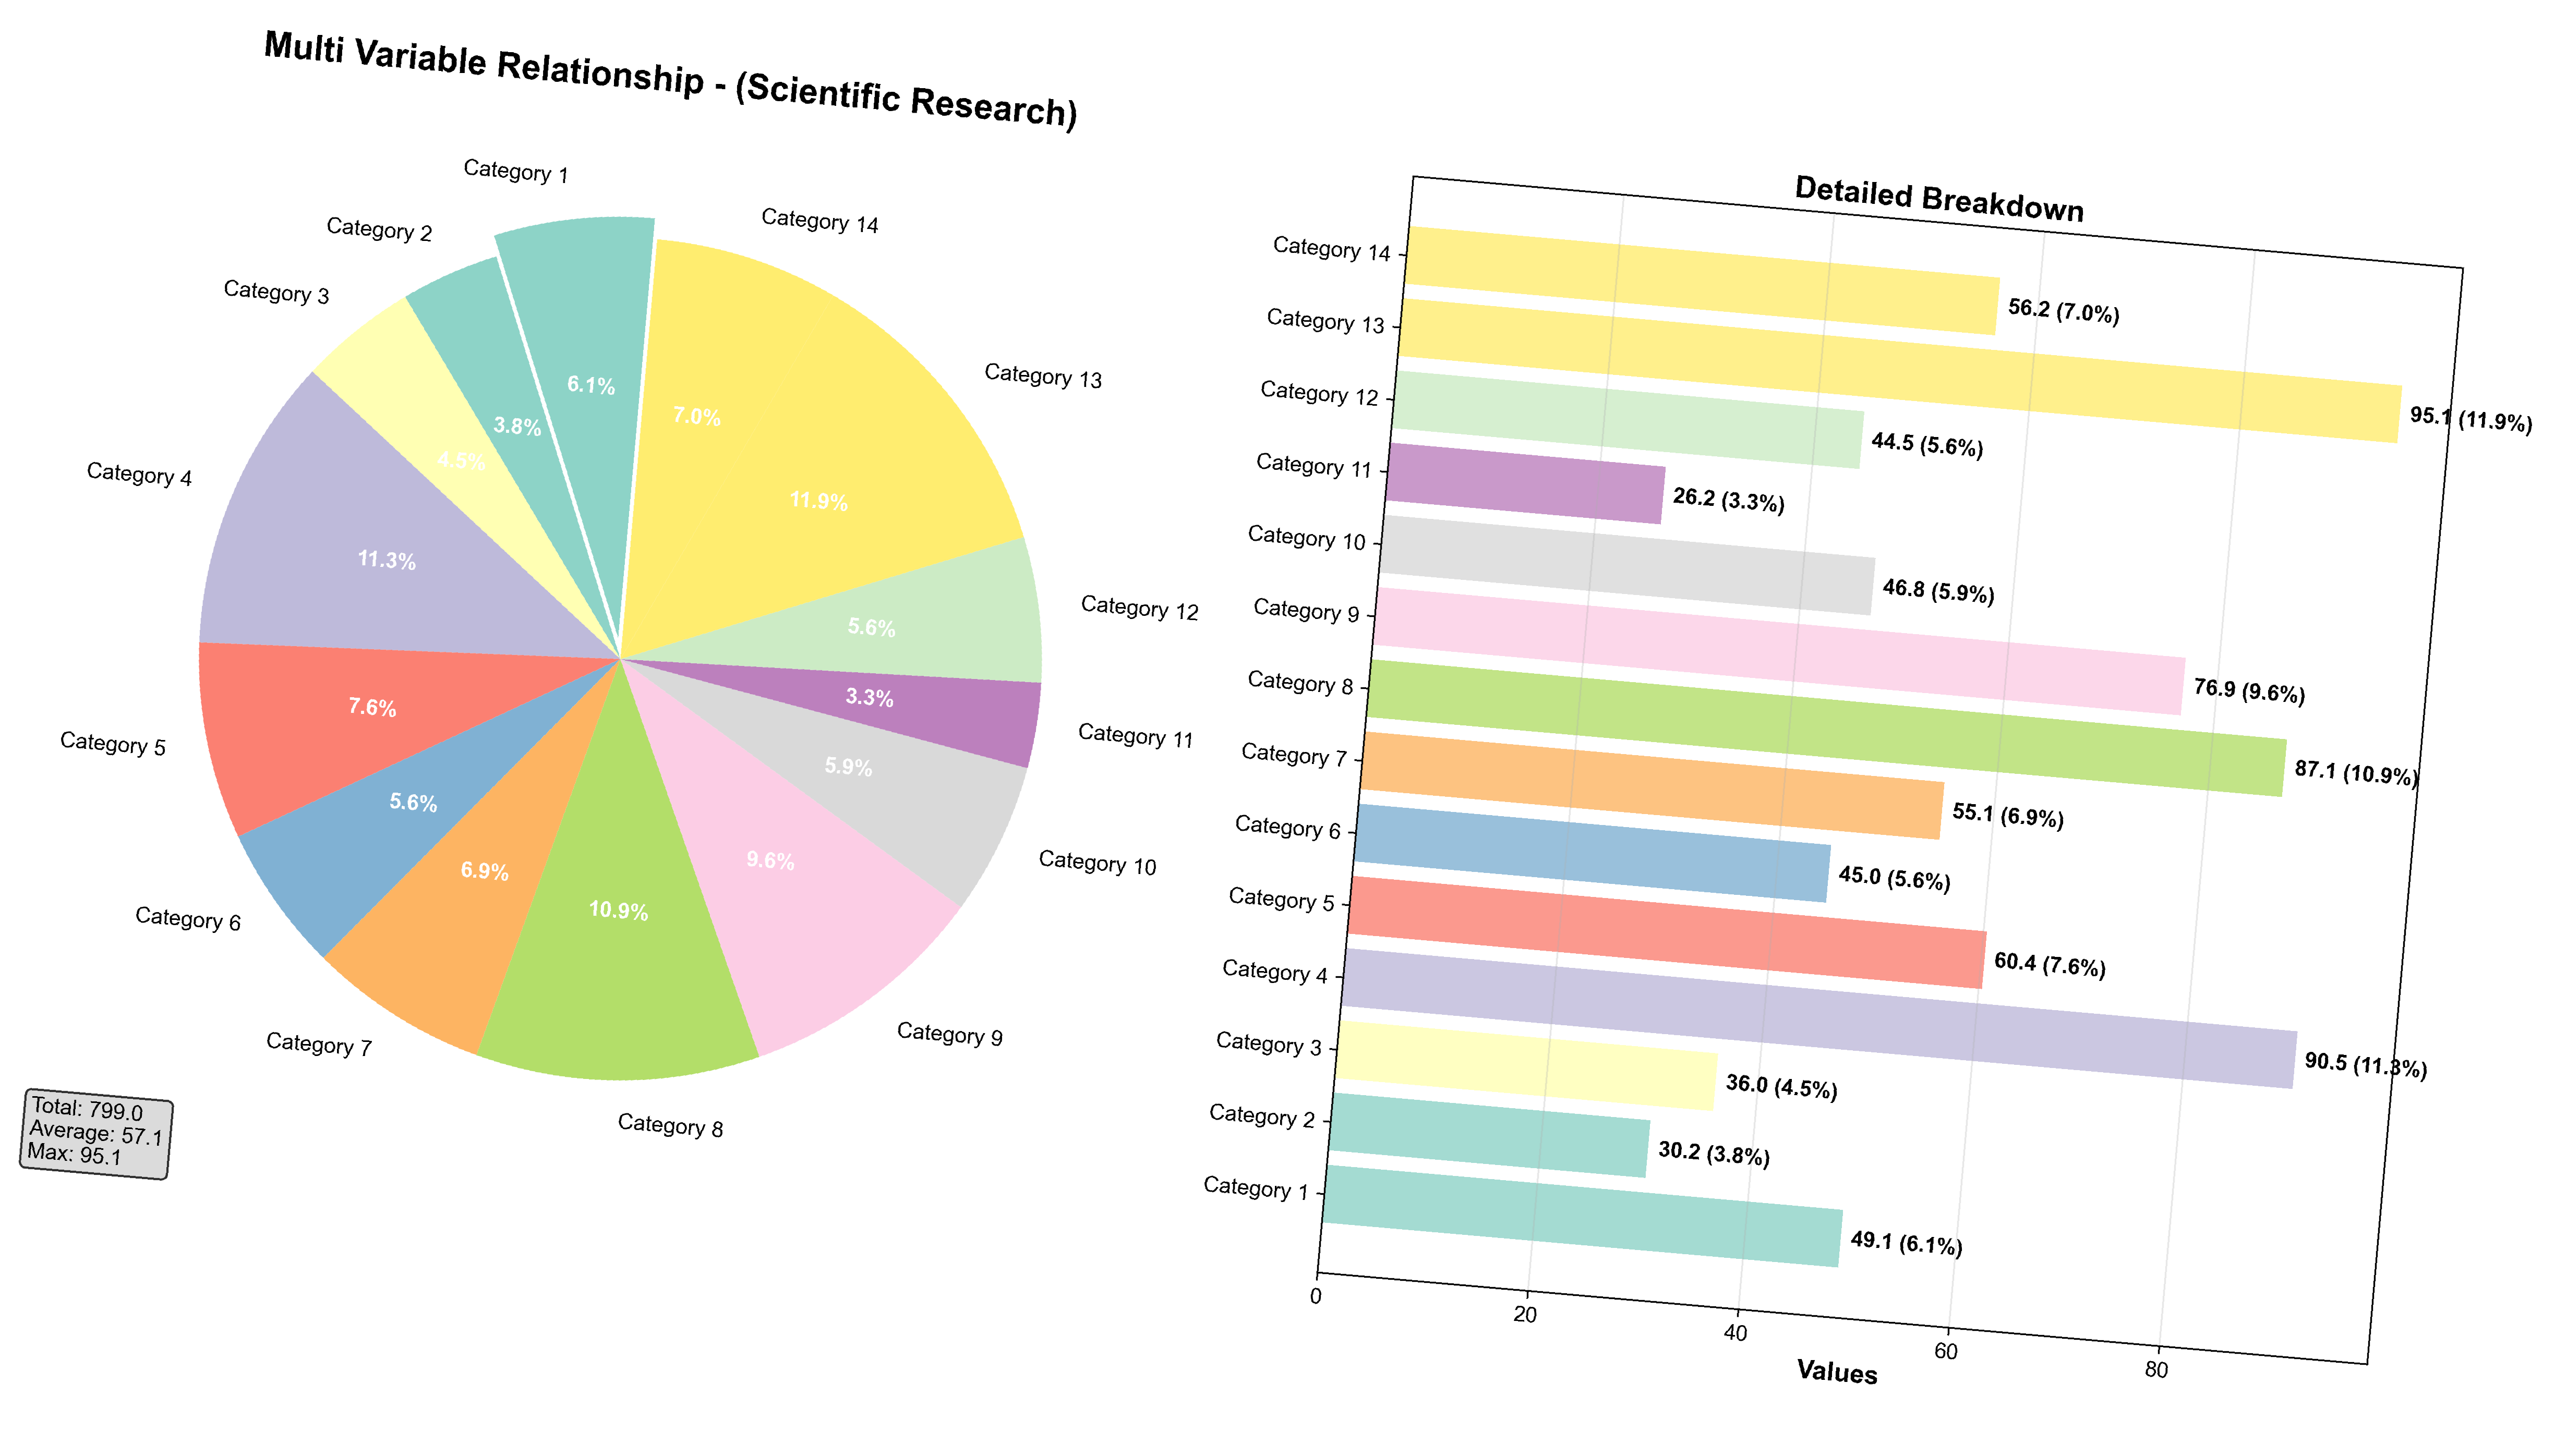 Multi Variable Relationship - (Scientific Research)
Category 1
Category 2
Category 3
Category 4
Category 5
Category 6
Category 7
Category 8
Category 9
Category 10
Category 11
Category 12
Category 13
Category 14
6.1%
3.8%
4.5%
11.3%
7.6%
5.6%
6.9%
10.9%
9.6%
5.9%
3.3%
5.6%
11.9%
7.0%
Total: 799.0
Average: 57.1
Max: 95.1
Detailed Breakdown
Category 14
56.2 (7.0%)
Category 13
95.1 (11.9%)
Category 12
44.5 (5.6%)
Category 11
26.2 (3.3%)
Category 10
46.8 (5.9%)
Category 9
76.9 (9.6%)
Category 8
87.1 (10.9%)
Category 7
55.1 (6.9%)
Category 6
45.0 (5.6%)
Category 5
60.4 (7.6%)
Category 4
90.5 (11.3%)
Category 3
36.0 (4.5%)
Category 2
30.2 (3.8%)
Category 1
49.1 (6.1%)
0
20
40
60
80
Values